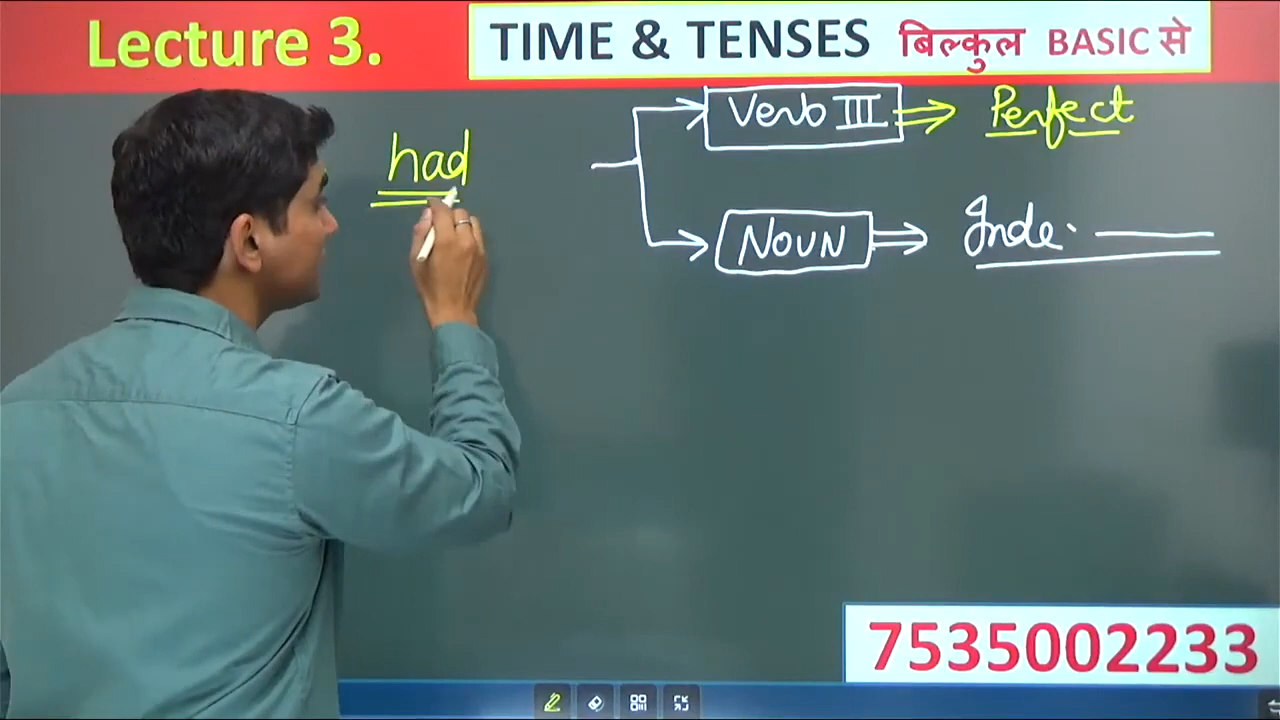 Lecture 3.
TIME & TENSES बिल्कुल BASIC से
had
Verb III ⇒ Perfect
NOUN ⇒ Inde.
7535002233